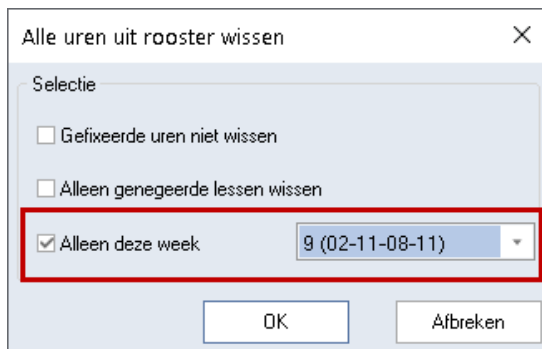 Alle uren uit rooster wissen
Selectie
Gefixeerde uren niet wissen
Alleen genegeerde lessen wissen
Alleen deze week 9 (02-11-08-11)
OK Afbreken